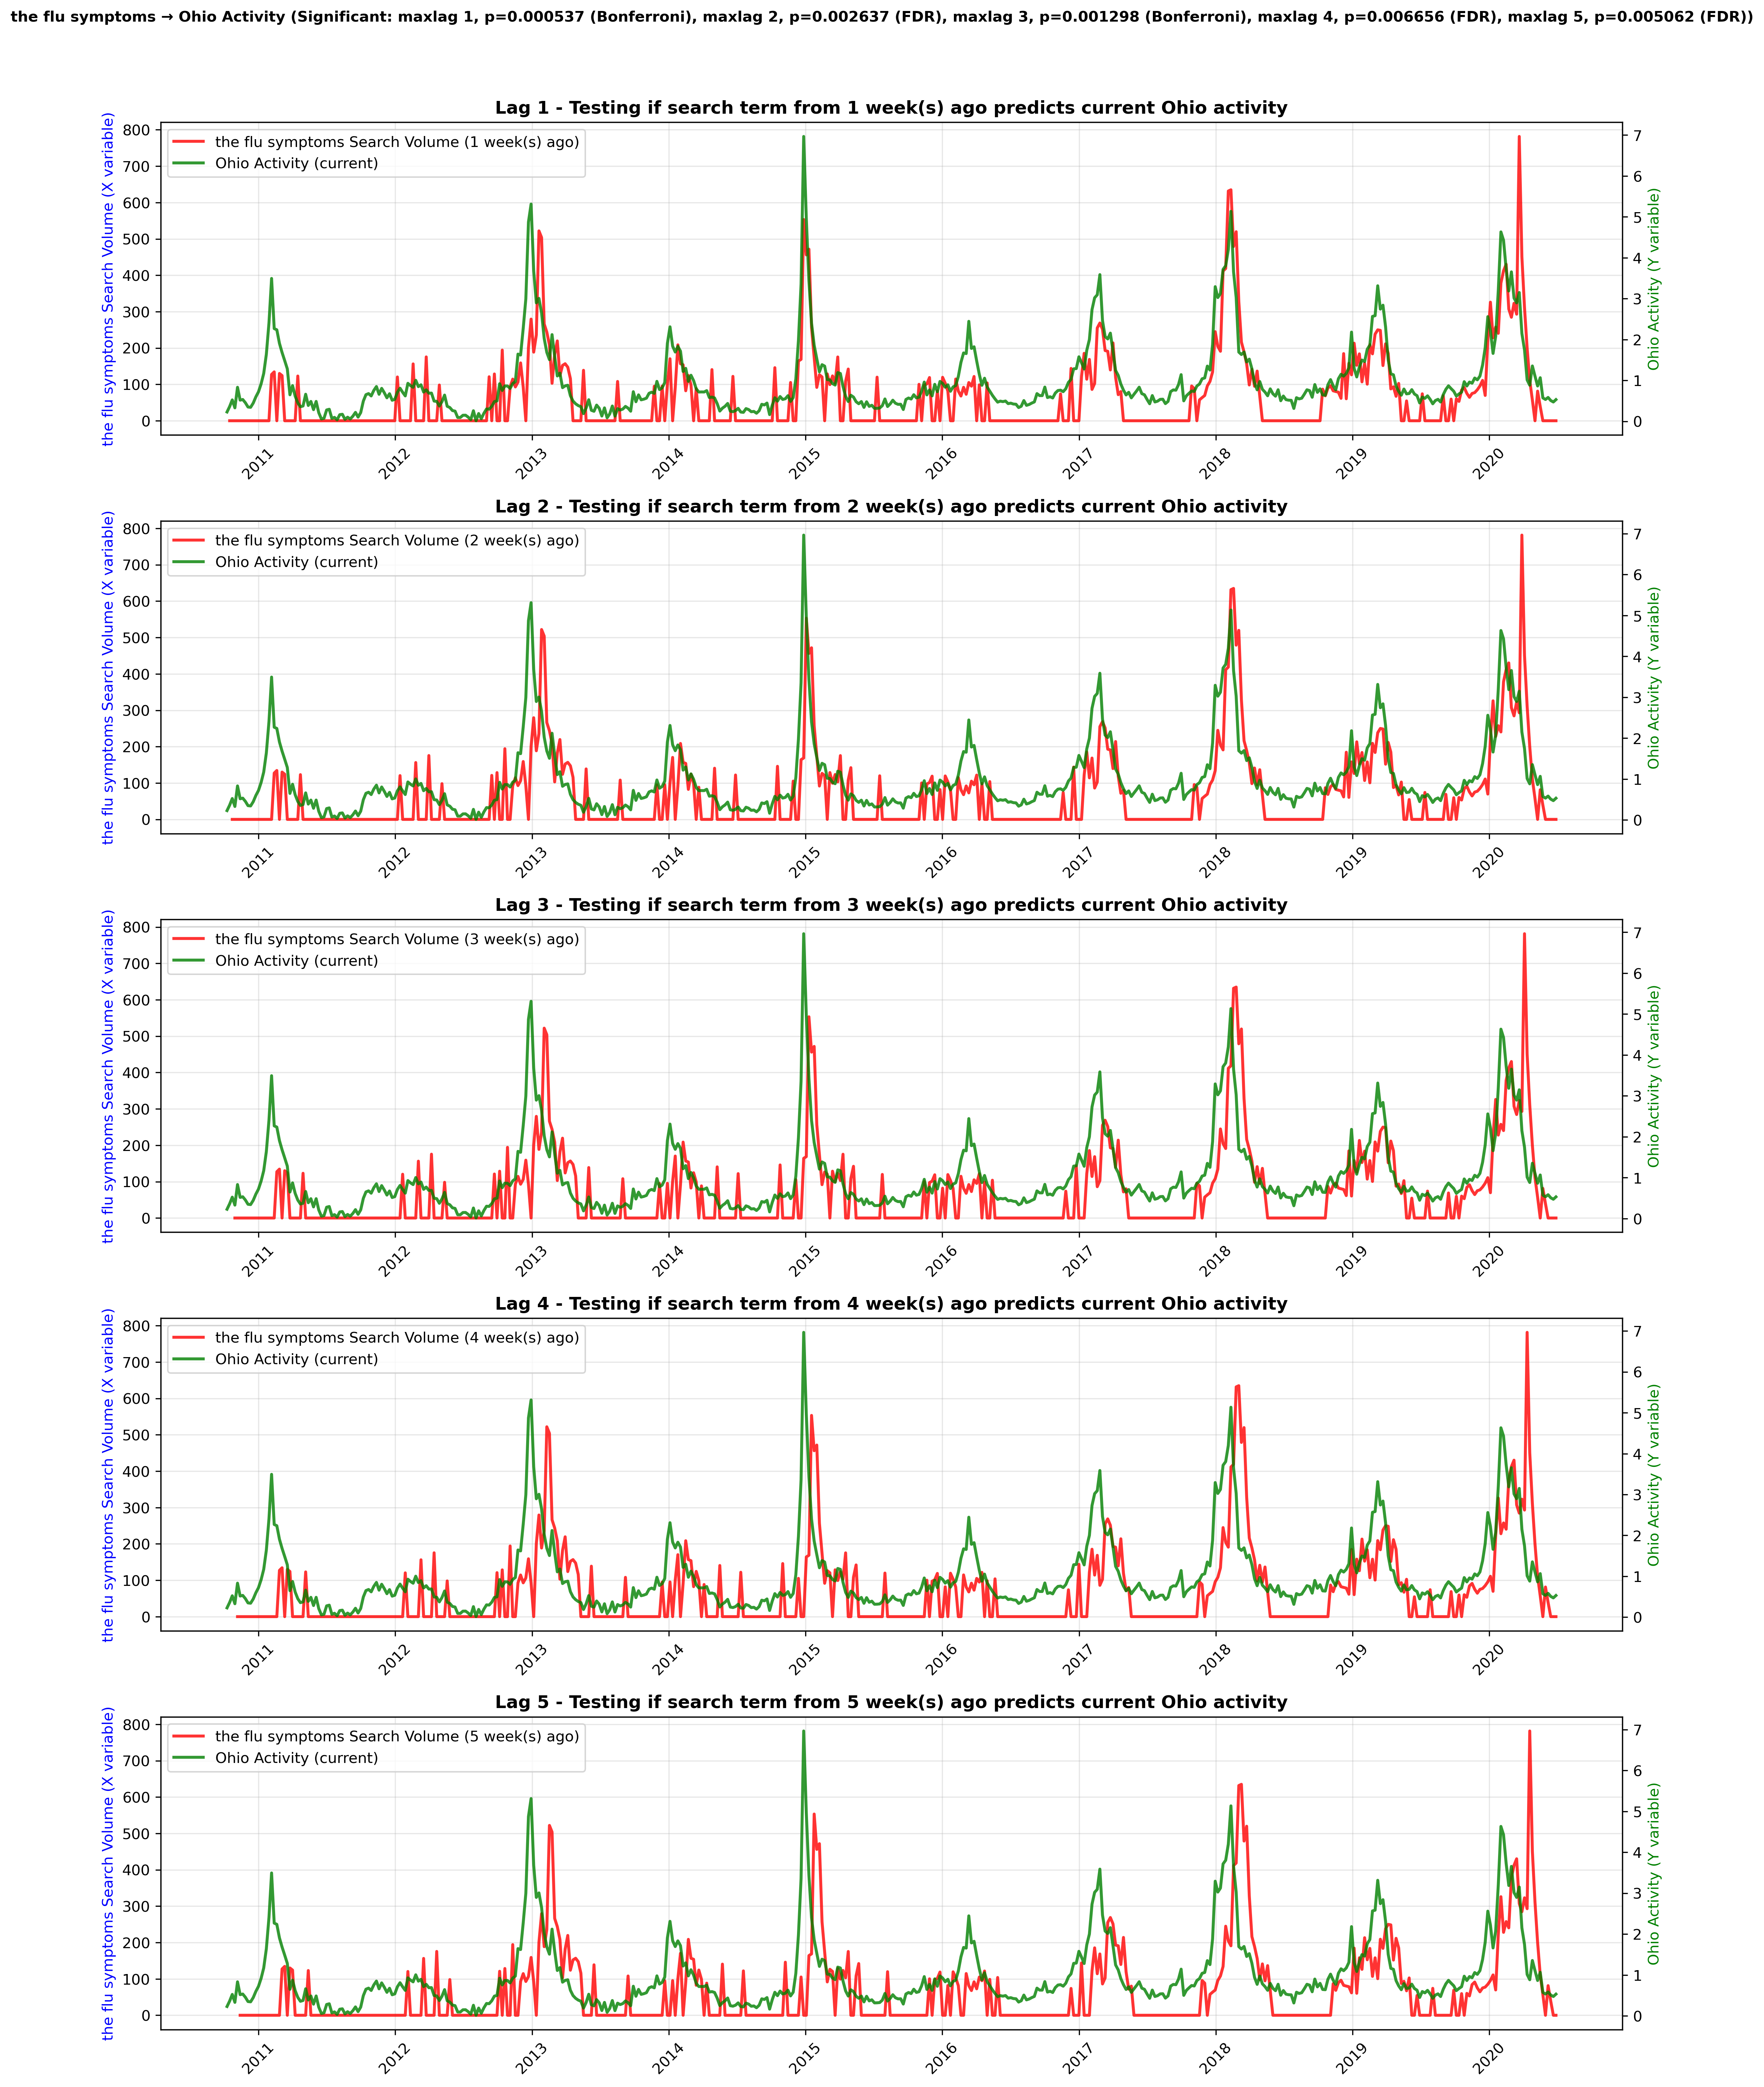 the flu symptoms → Ohio Activity (Significant: maxlag 1, p=0.000537 (Bonferroni), maxlag 2, p=0.002637 (FDR), maxlag 3, p=0.001298 (Bonferroni), maxlag 4, p=0.006656 (FDR), maxlag 5, p=0.005062 (FDR))
Lag 1 - Testing if search term from 1 week(s) ago predicts current Ohio activity
the flu symptoms Search Volume (X variable)
800
700
600
500
400
300
200
100
0
the flu symptoms Search Volume (1 week(s) ago)
Ohio Activity (current)
7
6
5
4
3
2
1
0
Ohio Activity (Y variable)
2011 2012 2013 2014 2015 2016 2017 2018 2019 2020
Lag 2 - Testing if search term from 2 week(s) ago predicts current Ohio activity
the flu symptoms Search Volume (X variable)
800
700
600
500
400
300
200
100
0
the flu symptoms Search Volume (2 week(s) ago)
Ohio Activity (current)
7
6
5
4
3
2
1
0
Ohio Activity (Y variable)
2011 2012 2013 2014 2015 2016 2017 2018 2019 2020
Lag 3 - Testing if search term from 3 week(s) ago predicts current Ohio activity
the flu symptoms Search Volume (X variable)
800
700
600
500
400
300
200
100
0
the flu symptoms Search Volume (3 week(s) ago)
Ohio Activity (current)
7
6
5
4
3
2
1
0
Ohio Activity (Y variable)
2011 2012 2013 2014 2015 2016 2017 2018 2019 2020
Lag 4 - Testing if search term from 4 week(s) ago predicts current Ohio activity
the flu symptoms Search Volume (X variable)
800
700
600
500
400
300
200
100
0
the flu symptoms Search Volume (4 week(s) ago)
Ohio Activity (current)
7
6
5
4
3
2
1
0
Ohio Activity (Y variable)
2011 2012 2013 2014 2015 2016 2017 2018 2019 2020
Lag 5 - Testing if search term from 5 week(s) ago predicts current Ohio activity
the flu symptoms Search Volume (X variable)
800
700
600
500
400
300
200
100
0
the flu symptoms Search Volume (5 week(s) ago)
Ohio Activity (current)
7
6
5
4
3
2
1
0
Ohio Activity (Y variable)
2011 2012 2013 2014 2015 2016 2017 2018 2019 2020